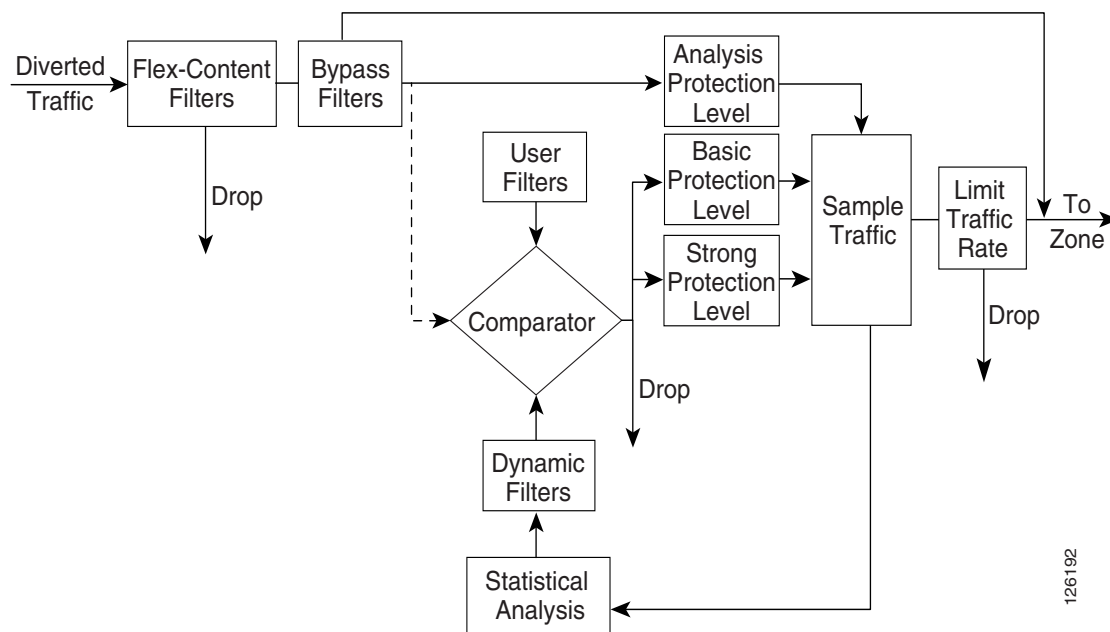 Diverted
Traffic
Flex-Content
Filters
Bypass
Filters
Analysis
Protection
Level
Drop
User
Filters
Basic
Protection
Level
Sample
Traffic
Limit
Traffic
Rate
To
Zone
Strong
Protection
Level
Comparator
Drop
Drop
Dynamic
Filters
Statistical
Analysis
126192